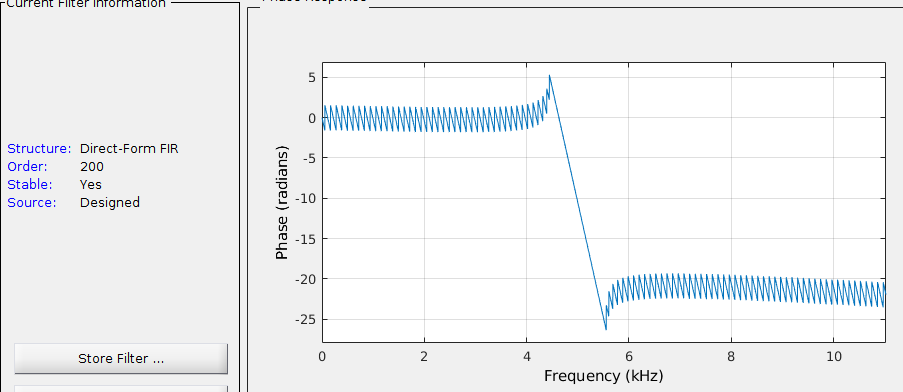 Current Filter Information
Structure: Direct-Form FIR
Order: 200
Stable: Yes
Source: Designed
Store Filter ...
Phase Response
Phase (radians)
5
0
-5
-10
-15
-20
-25
0 2 4 6 8 10
Frequency (kHz)